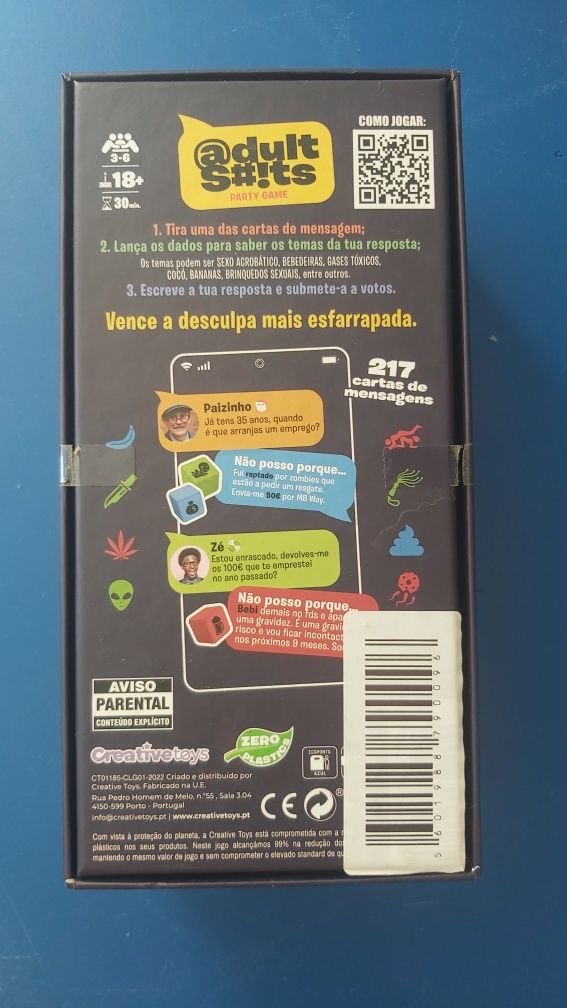 3-6
18+
30min.
@dult
S#!ts
PARTY GAME
COMO JOGAR:
1. Tira uma das cartas de mensagem;
2. Lança os dados para saber os temas da tua resposta;
Os temas podem ser SEXO ACROBÁTICO, BEBEDEIRAS, GASES TÓXICOS,
COCÓ, BANANAS, BRINQUEDOS SEXUAIS, entre outros.
3. Escreve a tua resposta e submete-a a votos.
Vence a desculpa mais esfarrapada.
217
cartas de
mensagens
Paizinho
Já tens 35 anos, quando
é que arranjas um emprego?
Não posso porque...
Fui raptado por zombies que
estão a pedir um resgate.
Envia-me 50€ por MB Way.
Zé
Estou enrascado, devolves-me
os 100€ que te emprestei
no ano passado?
Não posso porque...
Bebi demais no fds e
uma gravidez. É uma
risco e vou ficar
nos próximos 9 meses.
AVISO
PARENTAL
CONTEÚDO EXPLÍCITO
Creativetoys
ZERO
PLASTICS
ECOPONTO
AZUL
CT01185-CLG01-2022 Criado e distribuído por
Creative Toys. Fabricado na U.E.
Rua Pedro Homem de Melo, n.º55, Sala 3.04
4150-599 Porto - Portugal
info@creativetoys.pt | www.creativetoys.pt
CE
®
Com vista à proteção do planeta, a Creative Toys está comprometida com a
plásticos nos seus produtos. Neste jogo alcançámos 99% na redução
mantendo o mesmo valor de jogo e sem comprometer o elevado standard de
5 601988 790096